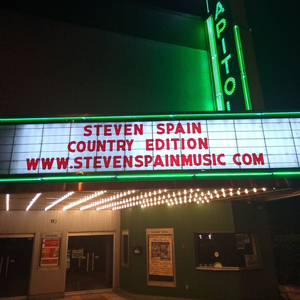 CAPITOL
STEVEN SPAIN
COUNTRY EDITION
WWW.STEVENSPAINMUSIC COM